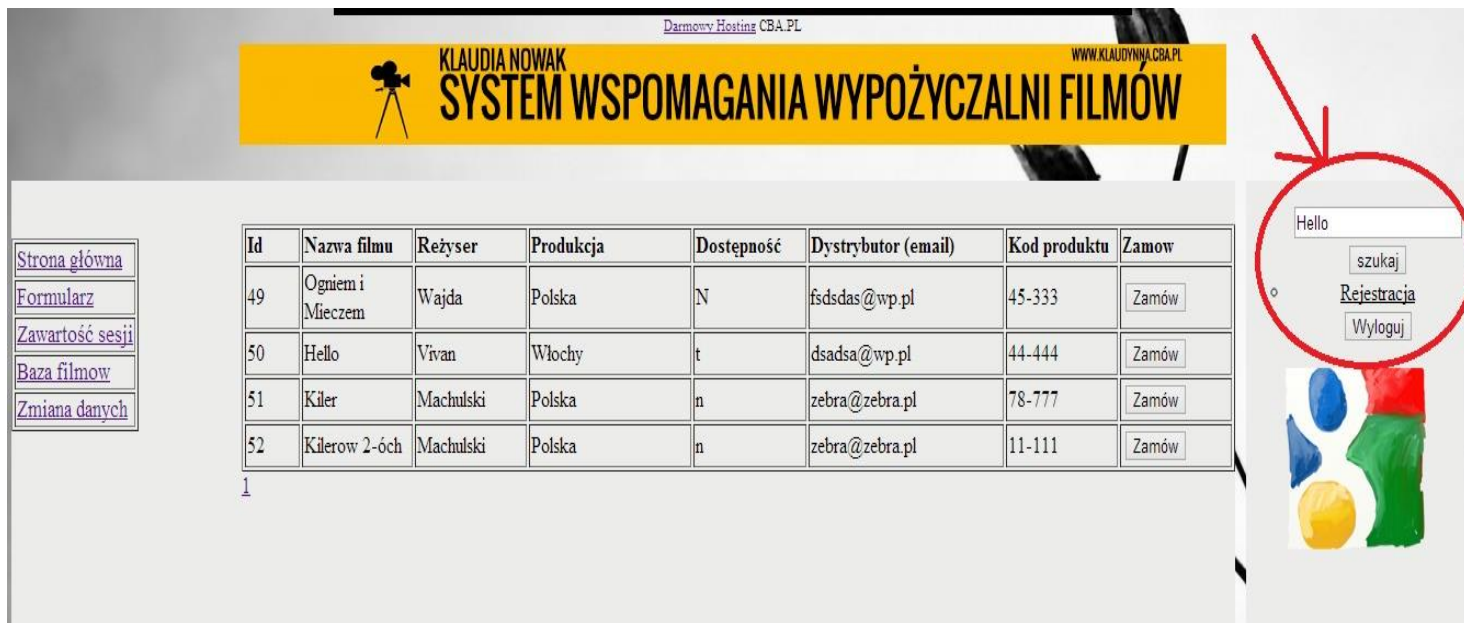 Darmowy Hosting CBA.PL
KLAUDIA NOWAK
WWW.KLAUDYNNA.CBA.PL
SYSTEM WSPOMAGANIA WYPOŻYCZALNI FILMÓW
Strona główna
Formularz
Zawartość sesji
Baza filmow
Zmiana danych
Id Nazwa filmu Reżyser Produkcja Dostępność Dystrybutor (email) Kod produktu Zamow
49 Ogniem i Mieczem Wajda Polska N fsdsdas@wp.pl 45-333 Zamów
50 Hello Vivan Włochy t dsadsa@wp.pl 44-444 Zamów
51 Kiler Machulski Polska n zebra@zebra.pl 78-777 Zamów
52 Kilerow 2-óch Machulski Polska n zebra@zebra.pl 11-111 Zamów
1
Hello
szukaj
Rejestracja
Wyloguj